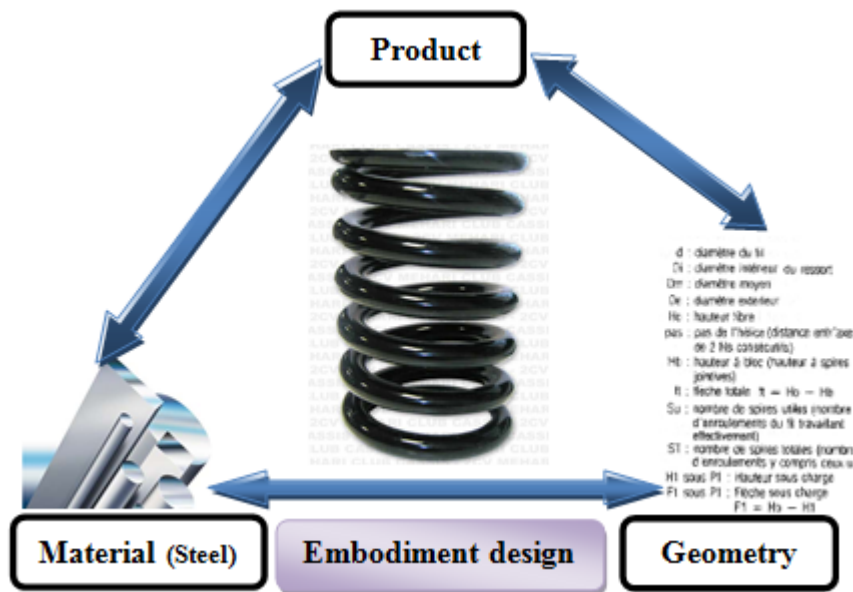 Product
d : diamètre du fil
Di : diamètre intérieur du ressort
Dm : diamètre moyen
De : diamètre extérieur
Ho : hauteur libre
pas : pas de l'hélice (distance entr'axe
de 2 fils consécutifs)
Hb : hauteur à bloc (hauteur à spires
jointives)
ft : flèche totale ft = Ho - Hb
Su : nombre de spires utiles (nombre
d'enroulements du fil travaillant
effectivement)
ST : nombre de spires totales (nombr
d'enroulements y compris ceux
H1 sous P1 : Hauteur sous charge
F1 sous P1 : Flèche sous charge
F1 = Ho - H1
Material (Steel)
Embodiment design
Geometry